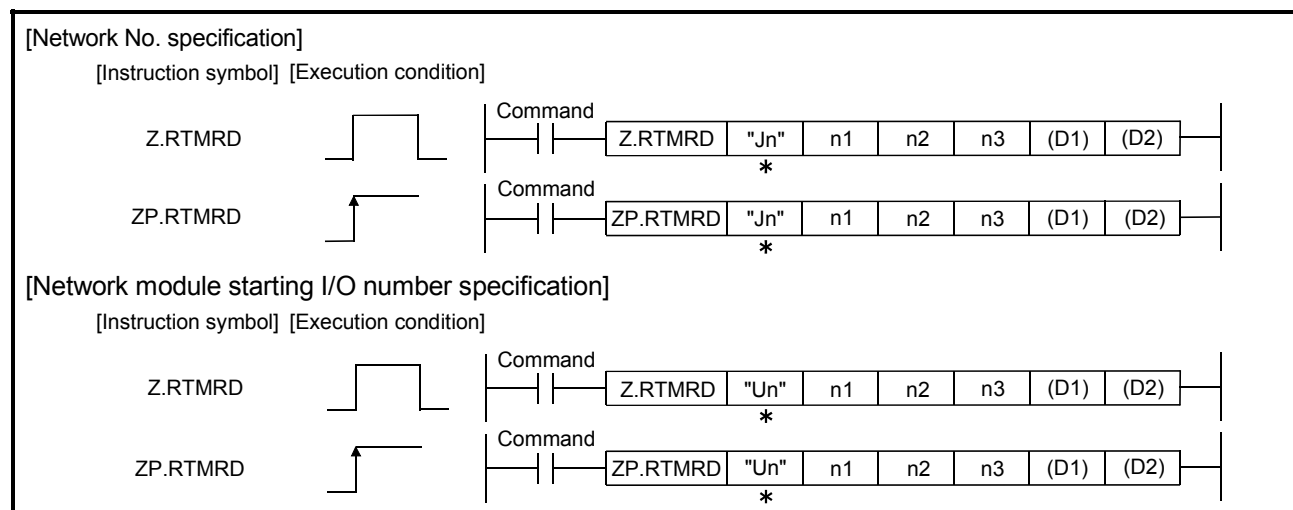 [Network No. specification]
[Instruction symbol] [Execution condition]
Command
Z.RTMRD Z.RTMRD "Jn" n1 n2 n3 (D1) (D2)
*
Command
ZP.RTMRD ZP.RTMRD "Jn" n1 n2 n3 (D1) (D2)
*
[Network module starting I/O number specification]
[Instruction symbol] [Execution condition]
Command
Z.RTMRD Z.RTMRD "Un" n1 n2 n3 (D1) (D2)
*
Command
ZP.RTMRD ZP.RTMRD "Un" n1 n2 n3 (D1) (D2)
*